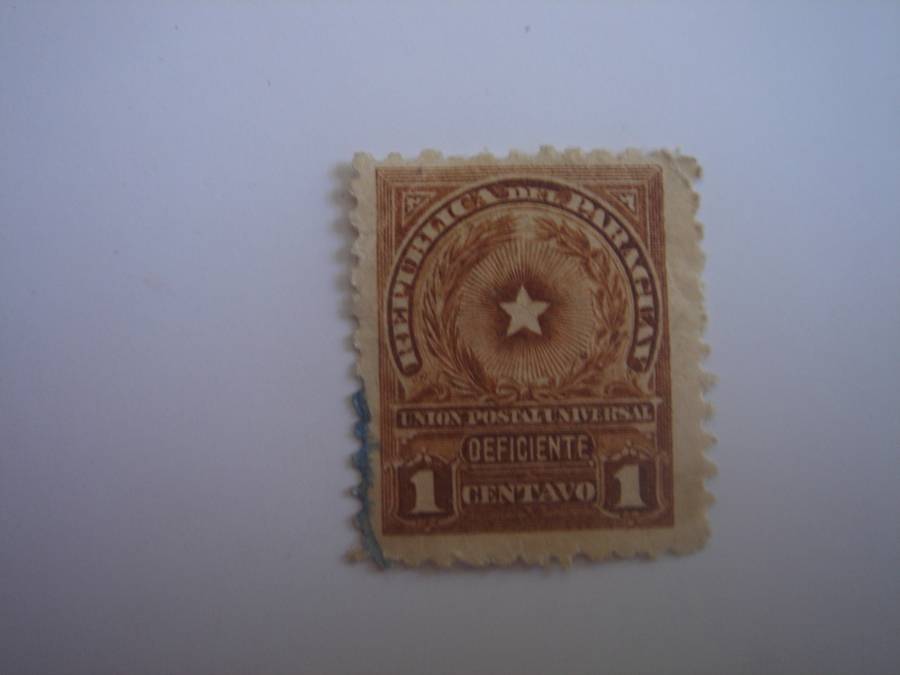 REPUBLICA DEL PARAGUAY
UNION POSTAL UNIVERSAL
DEFICIENTE
1 CENTAVO 1